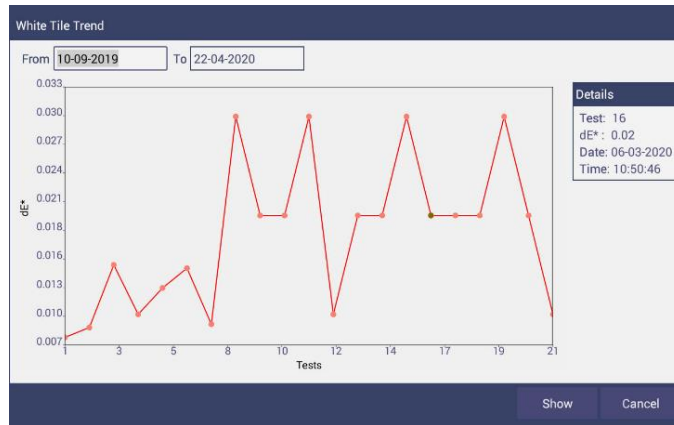 White Tile Trend
From 10-09-2019 To 22-04-2020
0.033
0.030
0.027
0.024
0.021
0.018
0.016
0.013
0.010
0.007
dE*
1 3 5 8 10 12 14 17 19 21
Tests
Details
Test: 16
dE* : 0.02
Date: 06-03-2020
Time: 10:50:46
Show Cancel